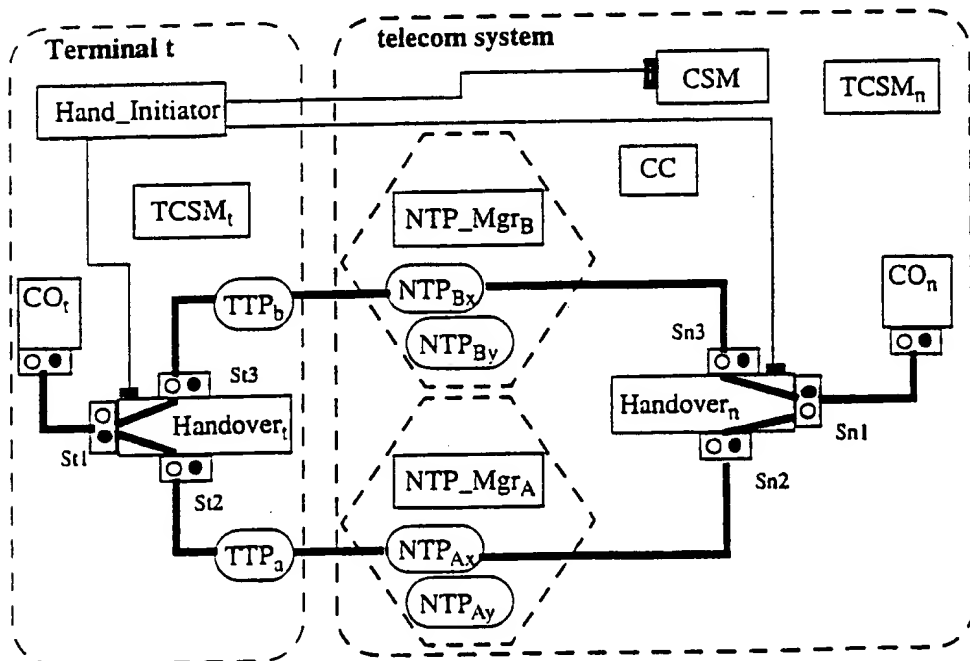 Terminal t
telecom system
Hand_Initiator
CSM
TCSMn
CC
TCSMt
NTP_MgrB
COt
TTPb
NTPBx
COn
NTPBy
Sn3
St3
Handovert
Handovern
St1
Sn1
St2
NTP_MgrA
Sn2
TTPa
NTPAx
NTPAy